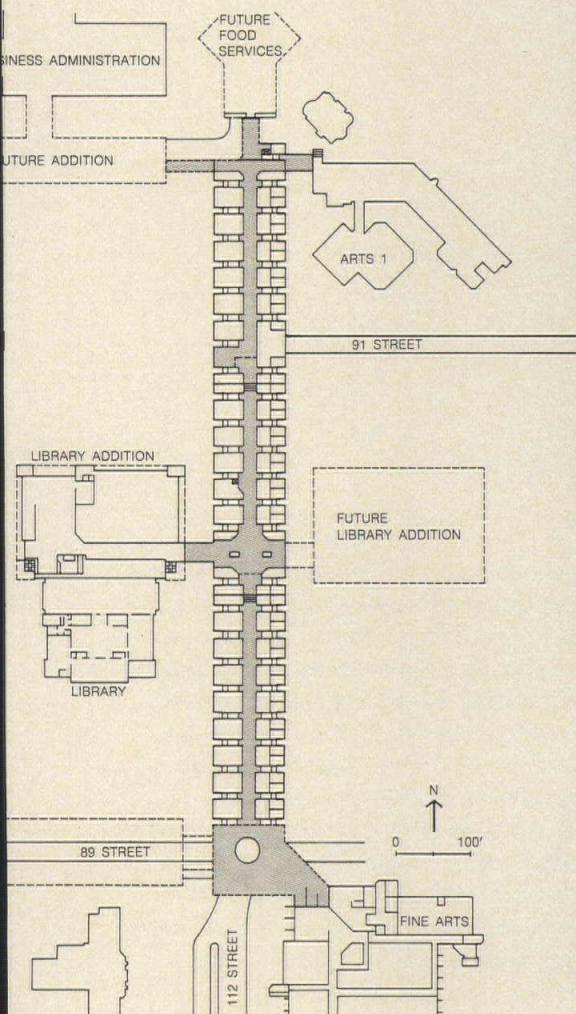 FUTURE
FOOD
SERVICES
INESS ADMINISTRATION
UTURE ADDITION
ARTS 1
91 STREET
LIBRARY ADDITION
FUTURE
LIBRARY ADDITION
LIBRARY
N
0 100'
89 STREET
FINE ARTS
112 STREET